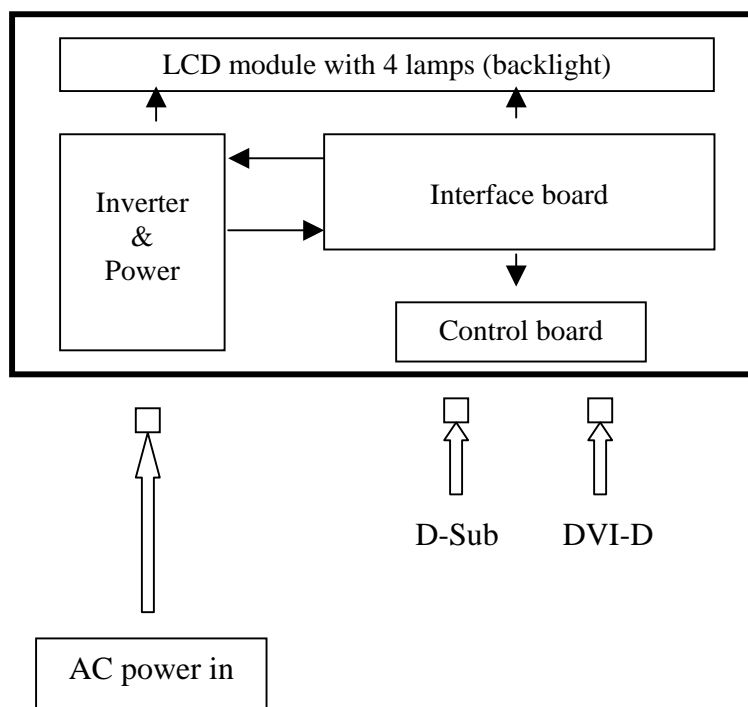 LCD module with 4 lamps (backlight)
Inverter
&
Power
Interface board
Control board
D-Sub
DVI-D
AC power in